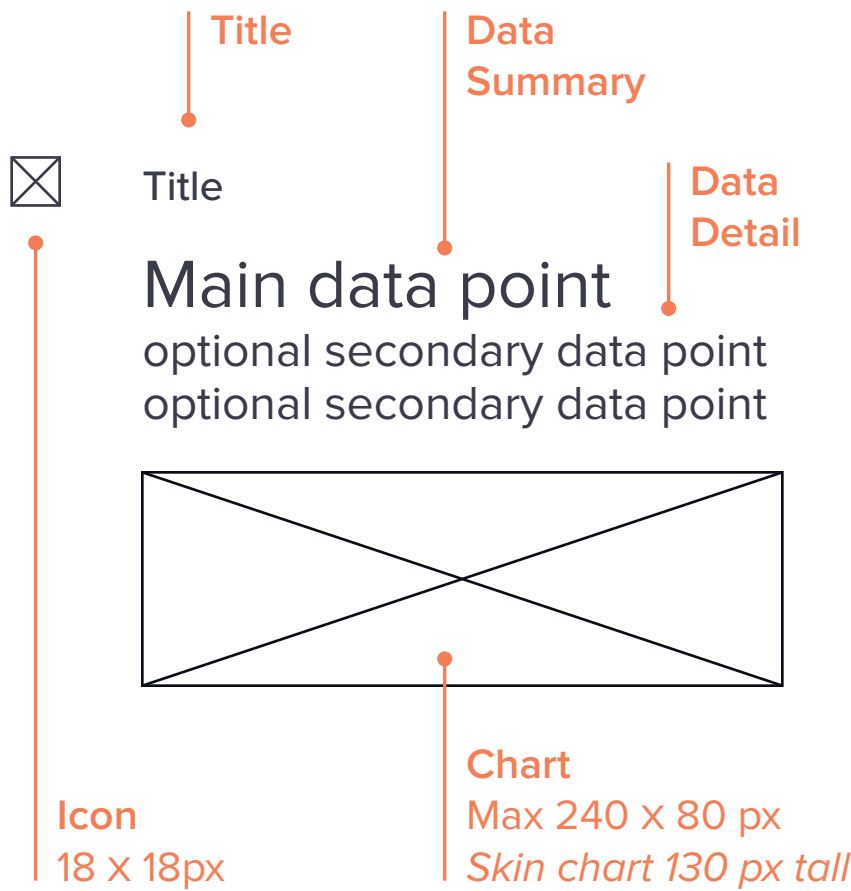 Title
Data
Summary
Title
Data
Detail
Main data point
optional secondary data point
optional secondary data point
Chart
Max 240 x 80 px
Skin chart 130 px tall
Icon
18 x 18px